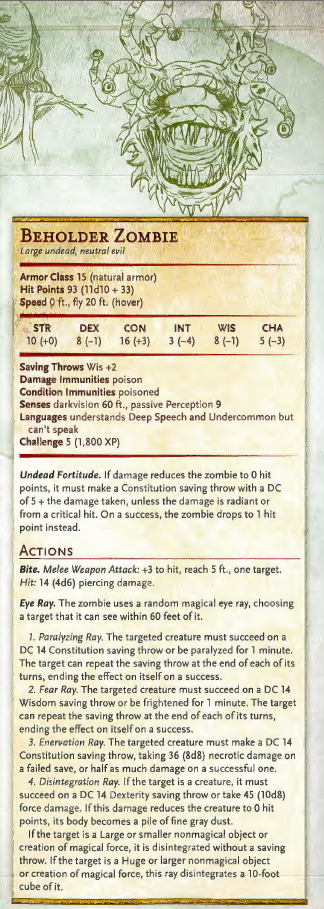 BEHOLDER ZOMBIE
Large undead, neutral evil
Armor Class 15 (natural armor)
Hit Points 93 (11d10 + 33)
Speed 0 ft., fly 20 ft. (hover)
STR DEX CON INT WIS CHA
10 (+0) 8 (−1) 16 (+3) 3 (−4) 8 (−1) 5 (−3)
Saving Throws Wis +2
Damage Immunities poison
Condition Immunities poisoned
Senses darkvision 60 ft., passive Perception 9
Languages understands Deep Speech and Undercommon but
can't speak
Challenge 5 (1,800 XP)
Undead Fortitude. If damage reduces the zombie to 0 hit
points, it must make a Constitution saving throw with a DC
of 5 + the damage taken, unless the damage is radiant or
from a critical hit. On a success, the zombie drops to 1 hit
point instead.
ACTIONS
Bite. Melee Weapon Attack: +3 to hit, reach 5 ft., one target.
Hit: 14 (4d6) piercing damage.
Eye Ray. The zombie uses a random magical eye ray, choosing
a target that it can see within 60 feet of it.
1. Paralyzing Ray. The targeted creature must succeed on a
DC 14 Constitution saving throw or be paralyzed for 1 minute.
The target can repeat the saving throw at the end of each of its
turns, ending the effect on itself on a success.
2. Fear Ray. The targeted creature must succeed on a DC 14
Wisdom saving throw or be frightened for 1 minute. The target
can repeat the saving throw at the end of each of its turns,
ending the effect on itself on a success.
3. Enervation Ray. The targeted creature must make a DC 14
Constitution saving throw, taking 36 (8d8) necrotic damage on
a failed save, or half as much damage on a successful one.
4. Disintegration Ray. If the target is a creature, it must
succeed on a DC 14 Dexterity saving throw or take 45 (10d8)
force damage. If this damage reduces the creature to 0 hit
points, its body becomes a pile of fine gray dust.
If the target is a Large or smaller nonmagical object or
creation of magical force, it is disintegrated without a saving
throw. If the target is a Huge or larger nonmagical object
or creation of magical force, this ray disintegrates a 10-foot
cube of it.